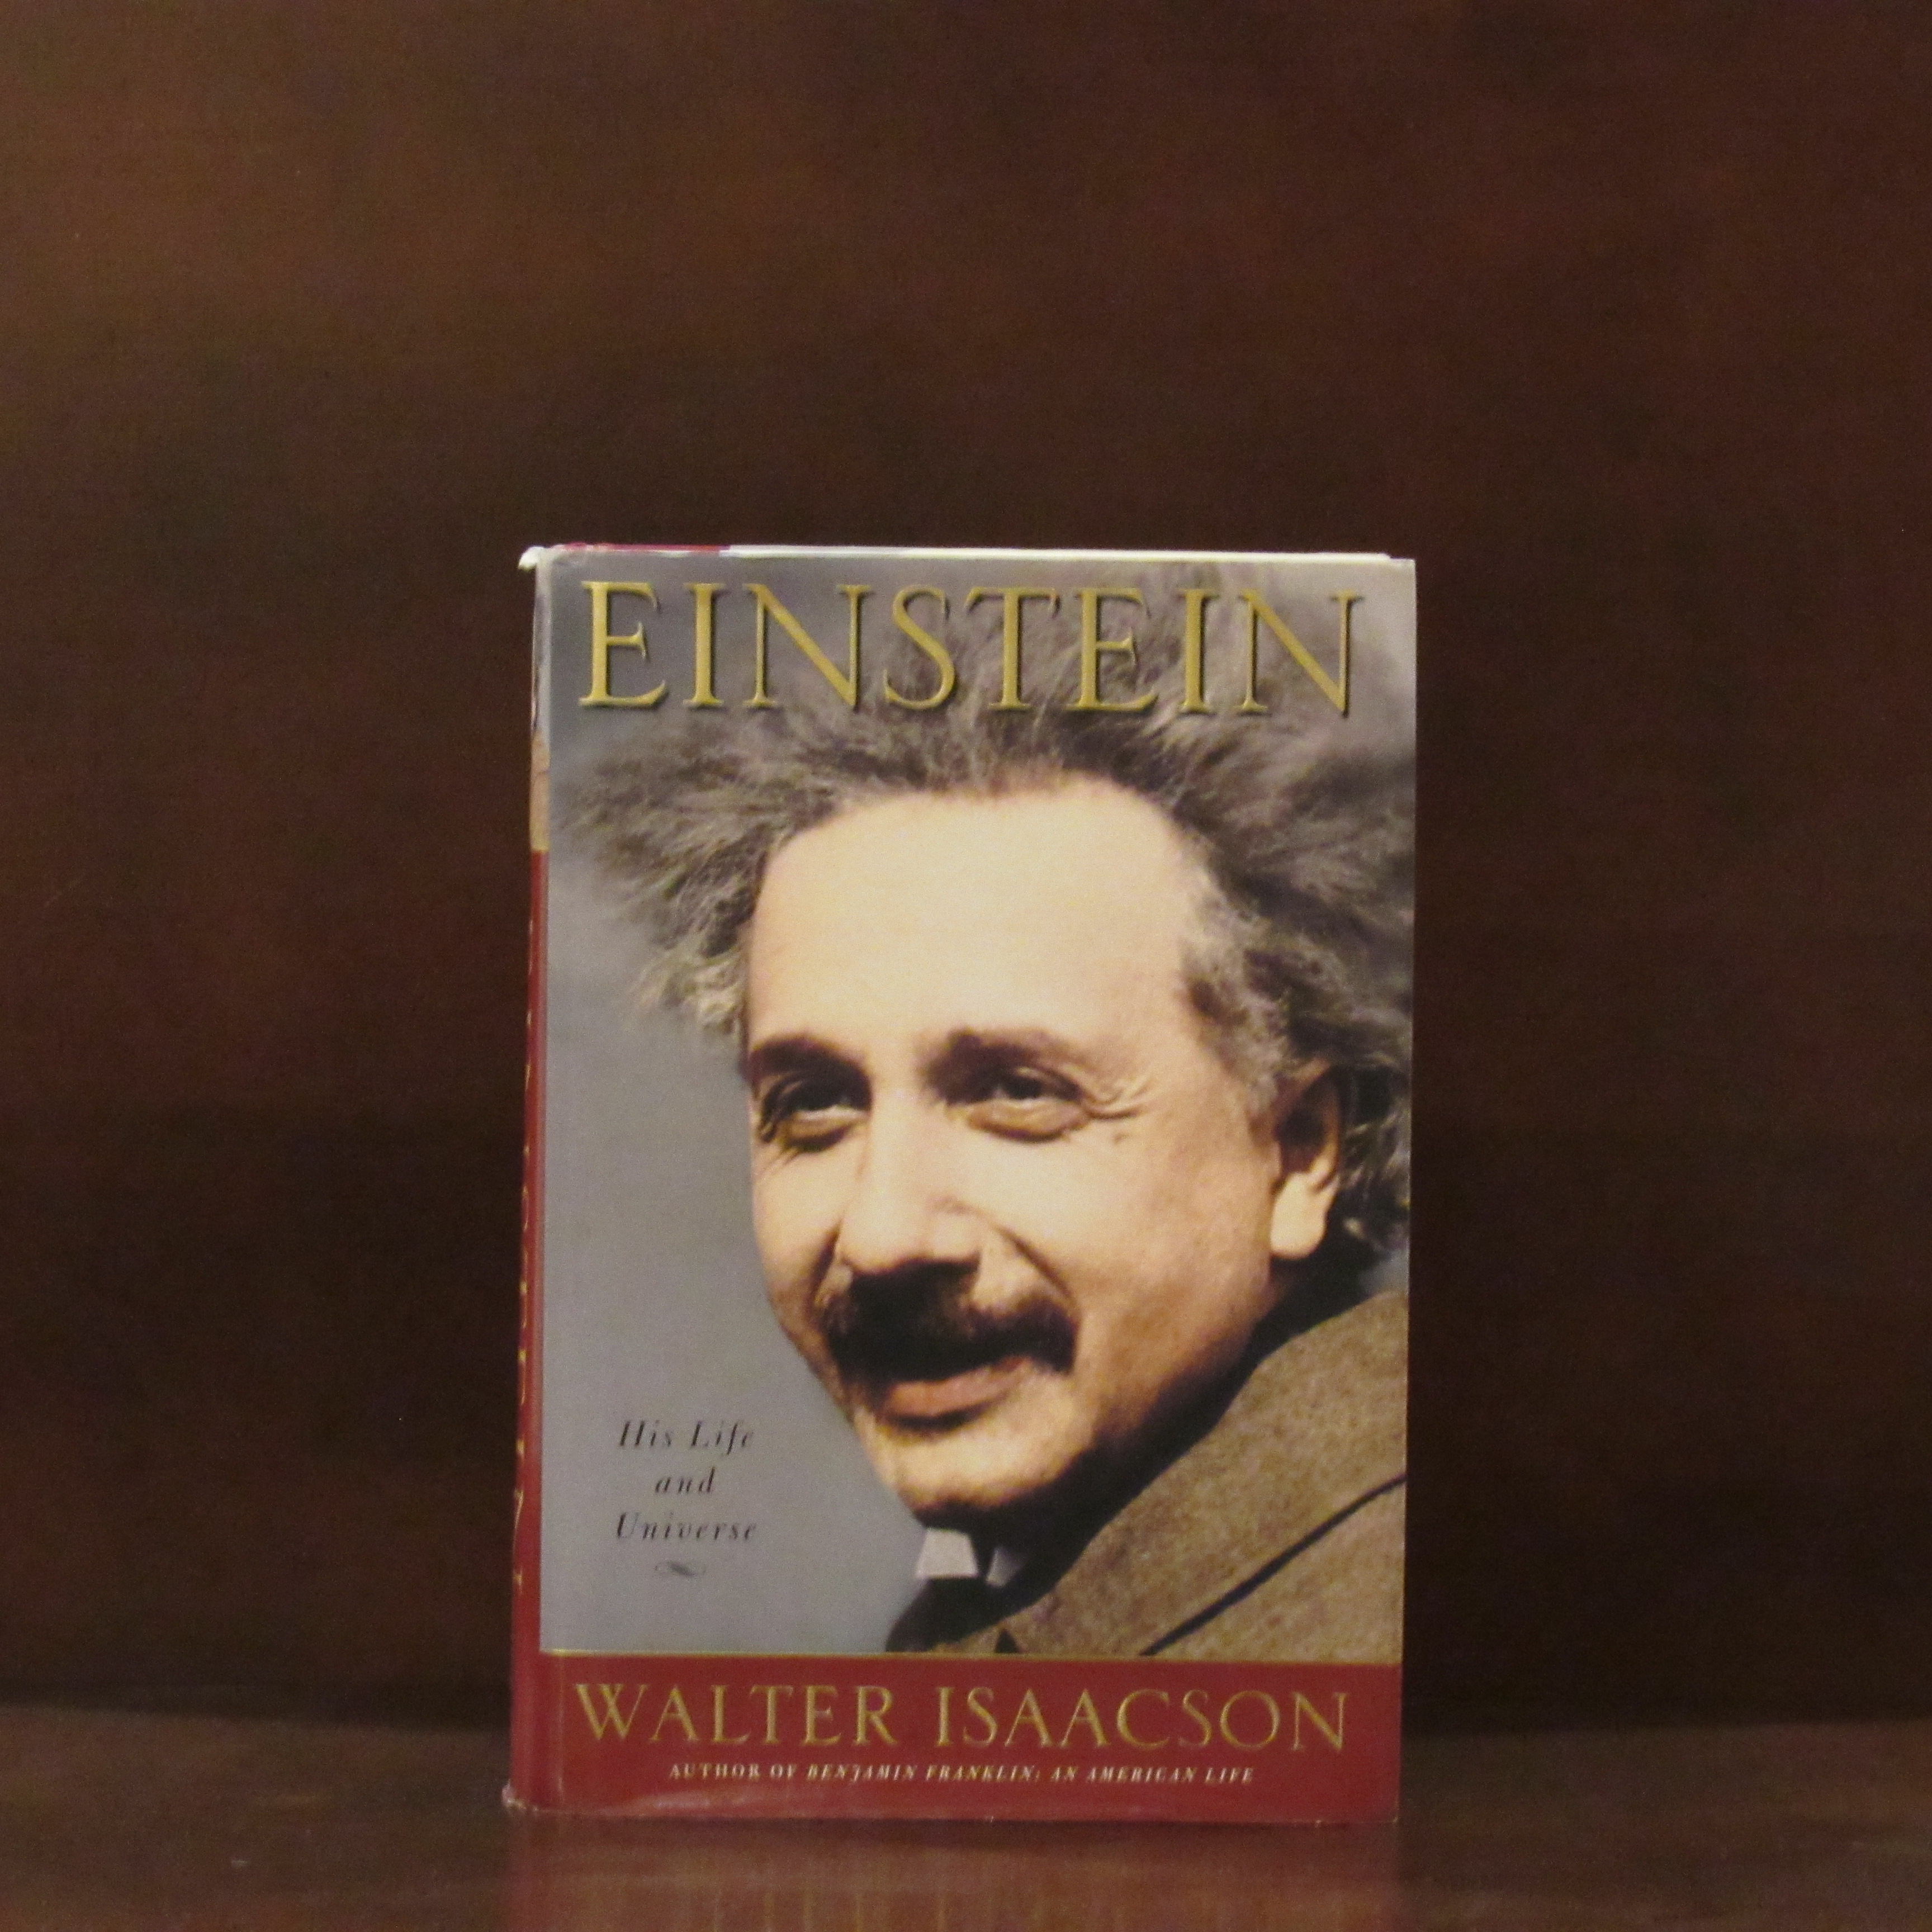 EINSTEIN
His Life
and
Universe
WALTER ISAACSON
AUTHOR OF BENJAMIN FRANKLIN: AN AMERICAN LIFE